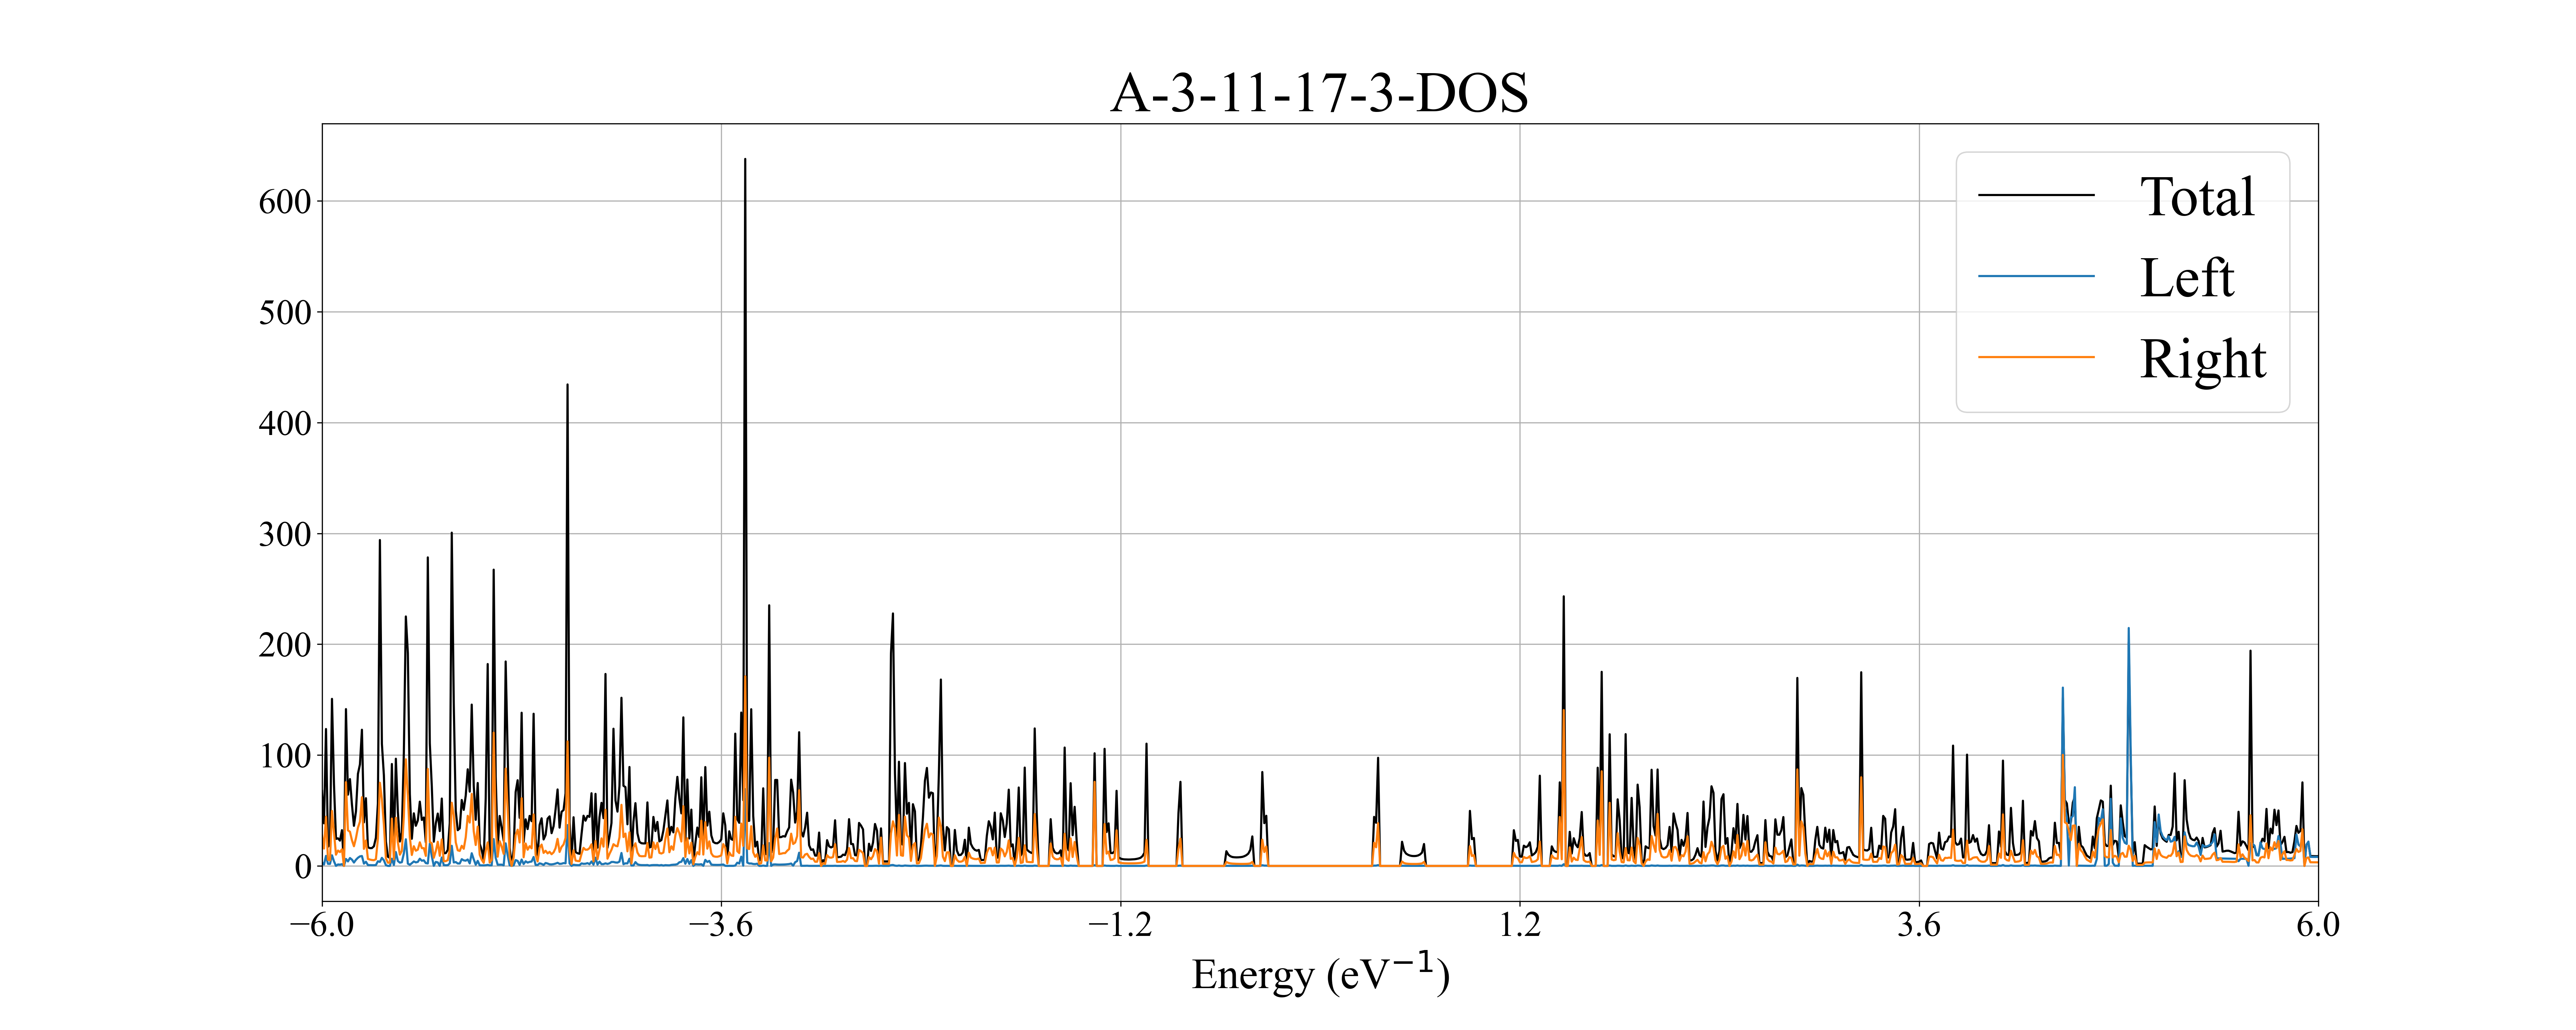 A-3-11-17-3-DOS
600
500
400
300
200
100
0
Total
Left
Right
−6.0 −3.6 −1.2 1.2 3.6 6.0
Energy (eV⁻¹)